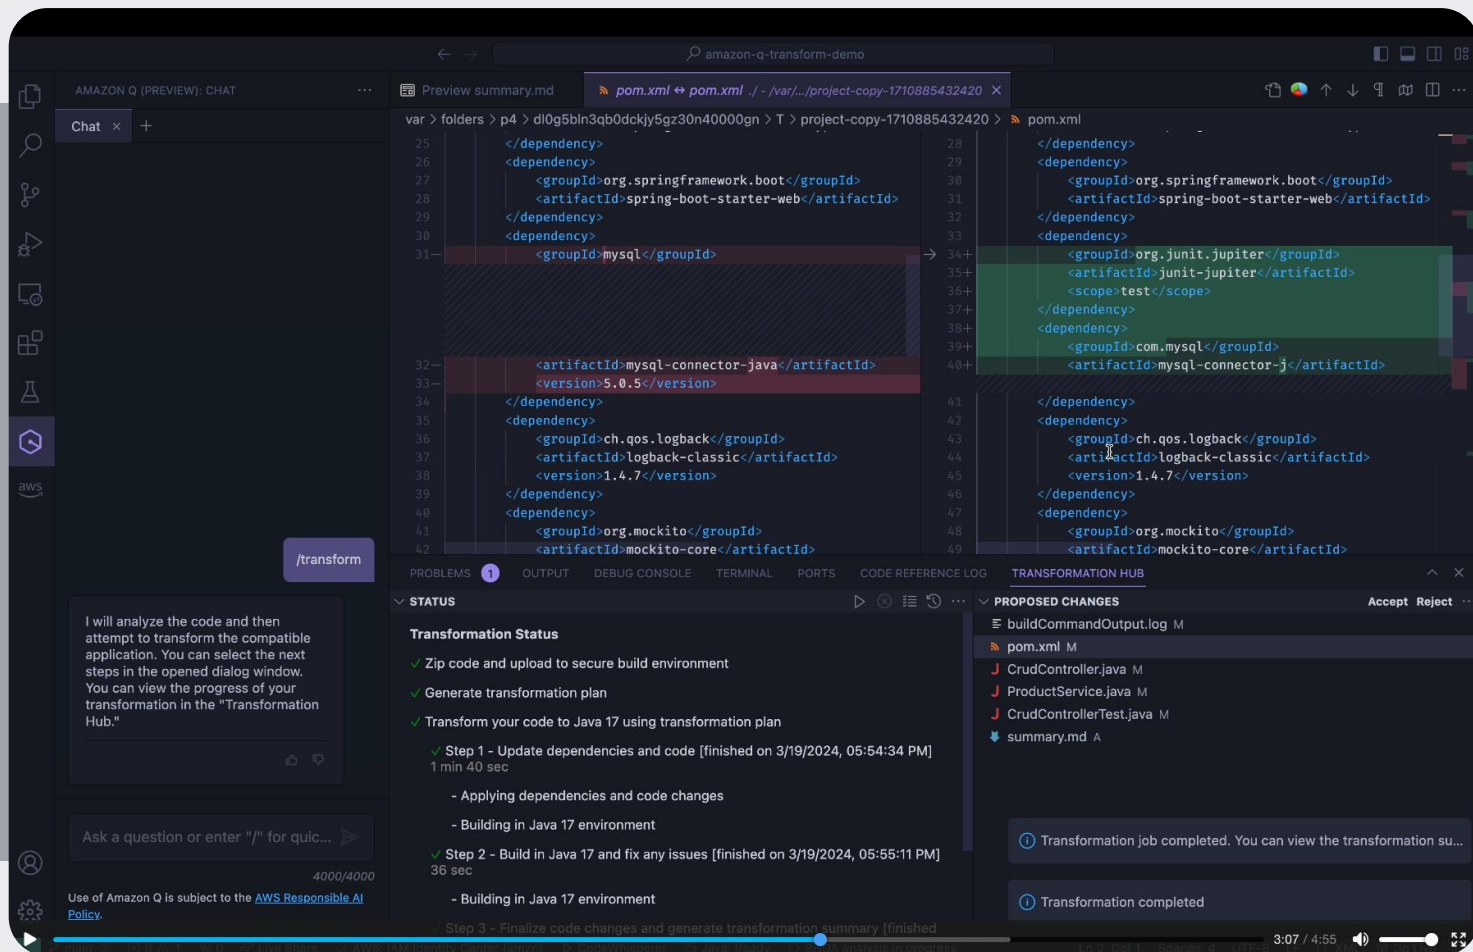 amazon-q-transform-demo
AMAZON Q (PREVIEW): CHAT
Chat
Preview summary.md
pom.xml ↔ pom.xml ./ - /var/.../project-copy-1710885432420
var > folders > p4 > dl0g5bln3qb0dckjy5gz30n40000gn > T > project-copy-1710885432420 > pom.xml
25 </dependency>
26 <dependency>
27 <groupId>org.springframework.boot</groupId>
28 <artifactId>spring-boot-starter-web</artifactId>
29 </dependency>
30 <dependency>
31— <groupId>mysql</groupId>
32— <artifactId>mysql-connector-java</artifactId>
33— <version>5.0.5</version>
34 </dependency>
35 <dependency>
36 <groupId>ch.qos.logback</groupId>
37 <artifactId>logback-classic</artifactId>
38 <version>1.4.7</version>
39 </dependency>
40 <dependency>
41 <groupId>org.mockito</groupId>
42 <artifactId>mockito-core</artifactId>
28 </dependency>
29 <dependency>
30 <groupId>org.springframework.boot</groupId>
31 <artifactId>spring-boot-starter-web</artifactId>
32 </dependency>
33 <dependency>
34+ <groupId>org.junit.jupiter</groupId>
35+ <artifactId>junit-jupiter</artifactId>
36+ <scope>test</scope>
37+ </dependency>
38+ <dependency>
39+ <groupId>com.mysql</groupId>
40+ <artifactId>mysql-connector-j</artifactId>
41 </dependency>
42 <dependency>
43 <groupId>ch.qos.logback</groupId>
44 <artifactId>logback-classic</artifactId>
45 <version>1.4.7</version>
46 </dependency>
47 <dependency>
48 <groupId>org.mockito</groupId>
49 <artifactId>mockito-core</artifactId>
/transform
I will analyze the code and then
attempt to transform the compatible
application. You can select the next
steps in the opened dialog window.
You can view the progress of your
transformation in the "Transformation
Hub."
Ask a question or enter "/" for quic...
4000/4000
Use of Amazon Q is subject to the AWS Responsible AI
Policy.
aws
PROBLEMS 1 OUTPUT DEBUG CONSOLE TERMINAL PORTS CODE REFERENCE LOG TRANSFORMATION HUB
STATUS
Transformation Status
✓ Zip code and upload to secure build environment
✓ Generate transformation plan
✓ Transform your code to Java 17 using transformation plan
✓ Step 1 - Update dependencies and code [finished on 3/19/2024, 05:54:34 PM]
1 min 40 sec
- Applying dependencies and code changes
- Building in Java 17 environment
✓ Step 2 - Build in Java 17 and fix any issues [finished on 3/19/2024, 05:55:11 PM]
36 sec
- Building in Java 17 environment
- Step 3 - Finalize code changes and generate transformation summary [finished
PROPOSED CHANGES Accept Reject
buildCommandOutput.log M
pom.xml M
CrudController.java M
ProductService.java M
CrudControllerTest.java M
summary.md A
Transformation job completed. You can view the transformation su...
Transformation completed
3:07 / 4:55